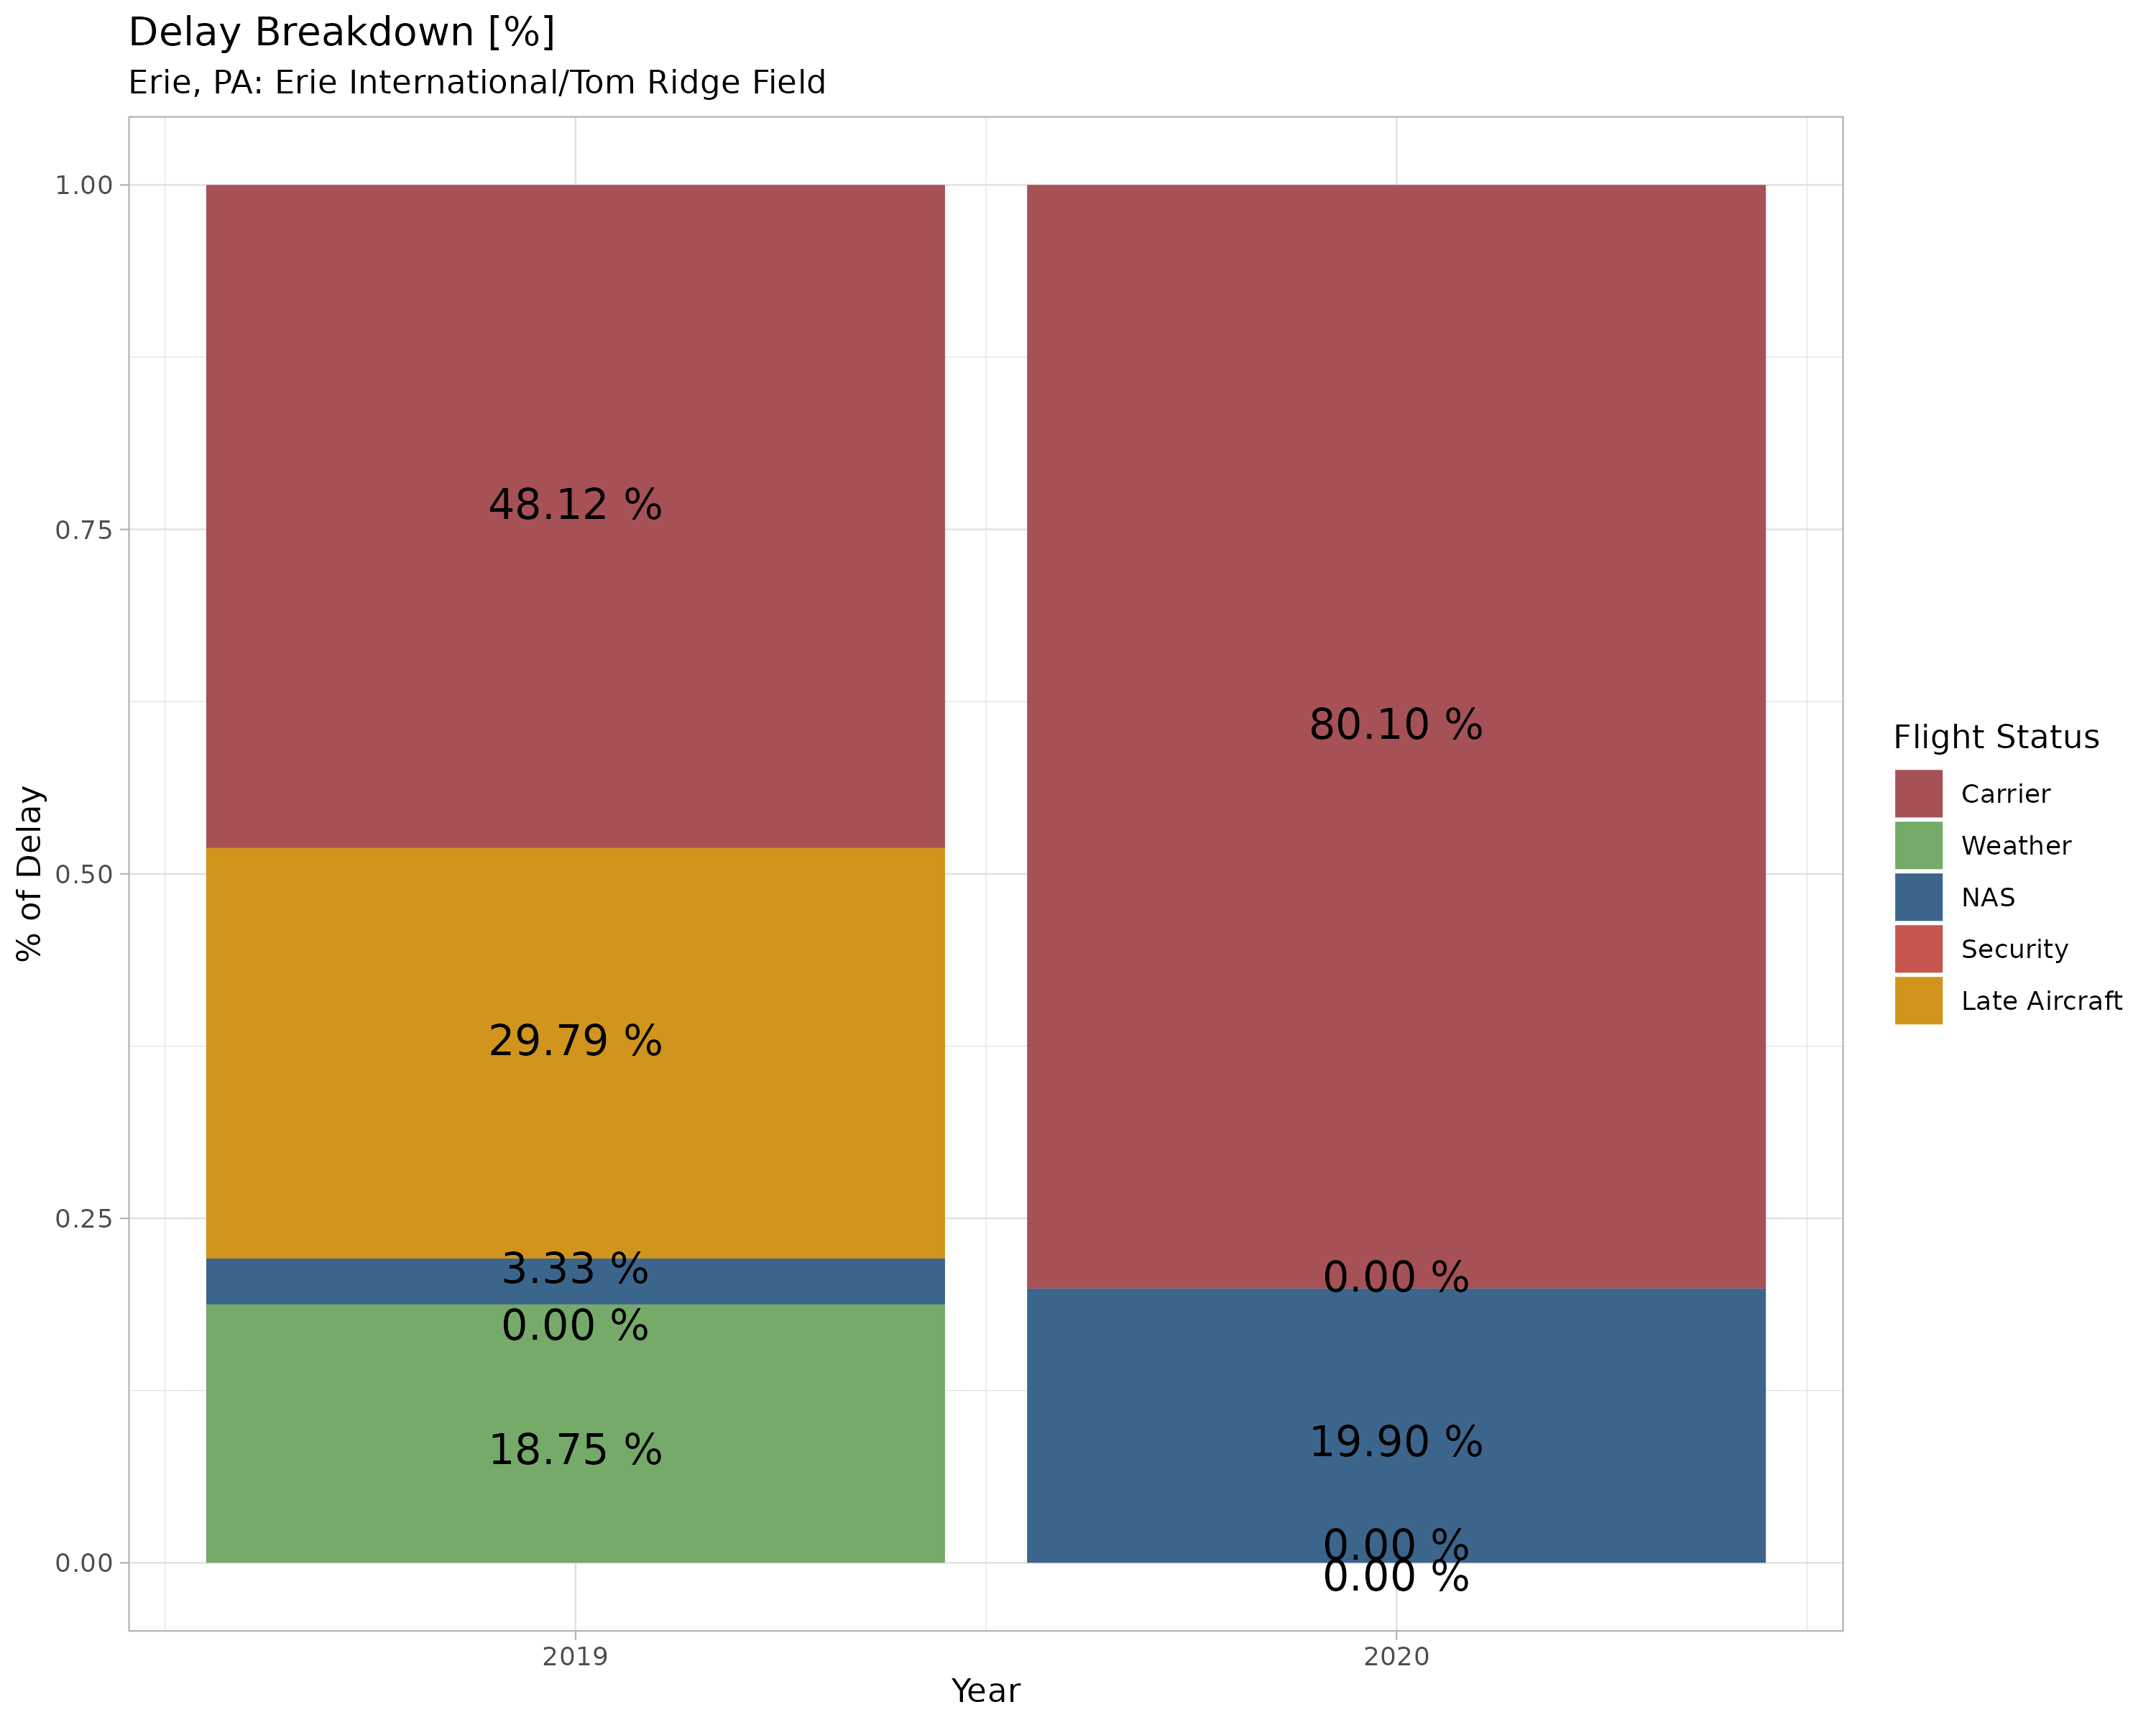 Delay Breakdown [%]
Erie, PA: Erie International/Tom Ridge Field
% of Delay
1.00
0.75
0.50
0.25
0.00
48.12 %
29.79 %
3.33 %
0.00 %
18.75 %
80.10 %
0.00 %
19.90 %
0.00 %
0.00 %
2019
2020
Year
Flight Status
Carrier
Weather
NAS
Security
Late Aircraft